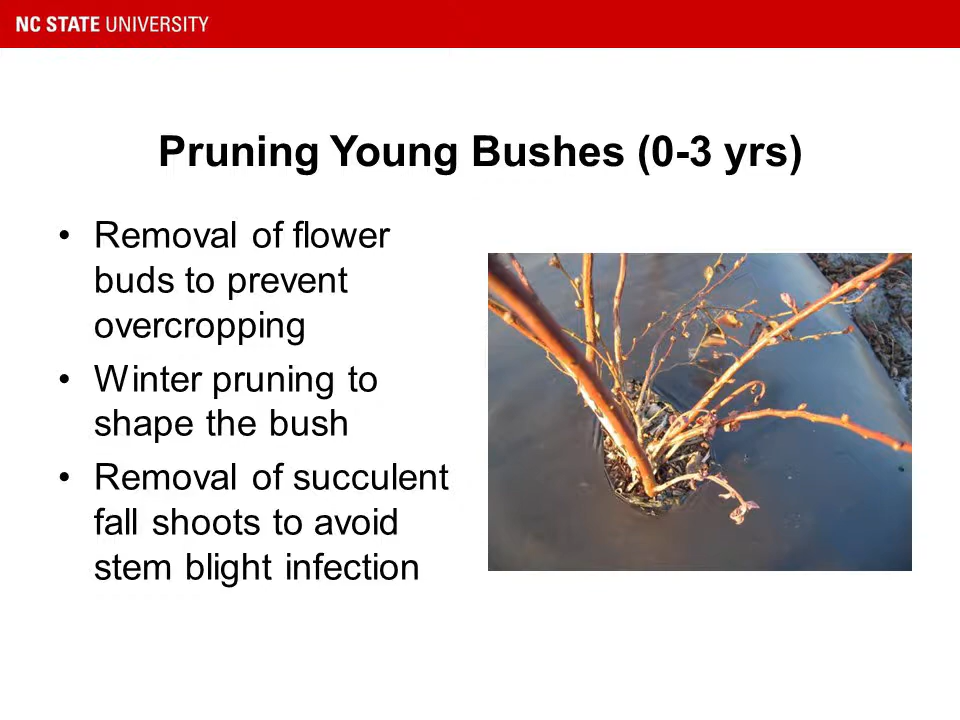 NC STATE UNIVERSITY
Pruning Young Bushes (0-3 yrs)
• Removal of flower
buds to prevent
overcropping
• Winter pruning to
shape the bush
• Removal of succulent
fall shoots to avoid
stem blight infection